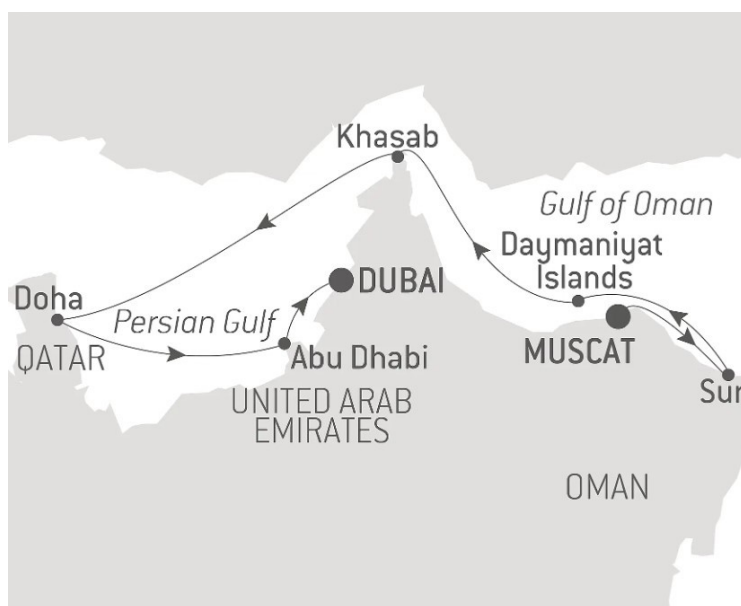 Khasab
Gulf of Oman
Daymaniyat
Islands
DUBAI
Doha
Persian Gulf
MUSCAT
QATAR
Abu Dhabi
Sur
UNITED ARAB
EMIRATES
OMAN